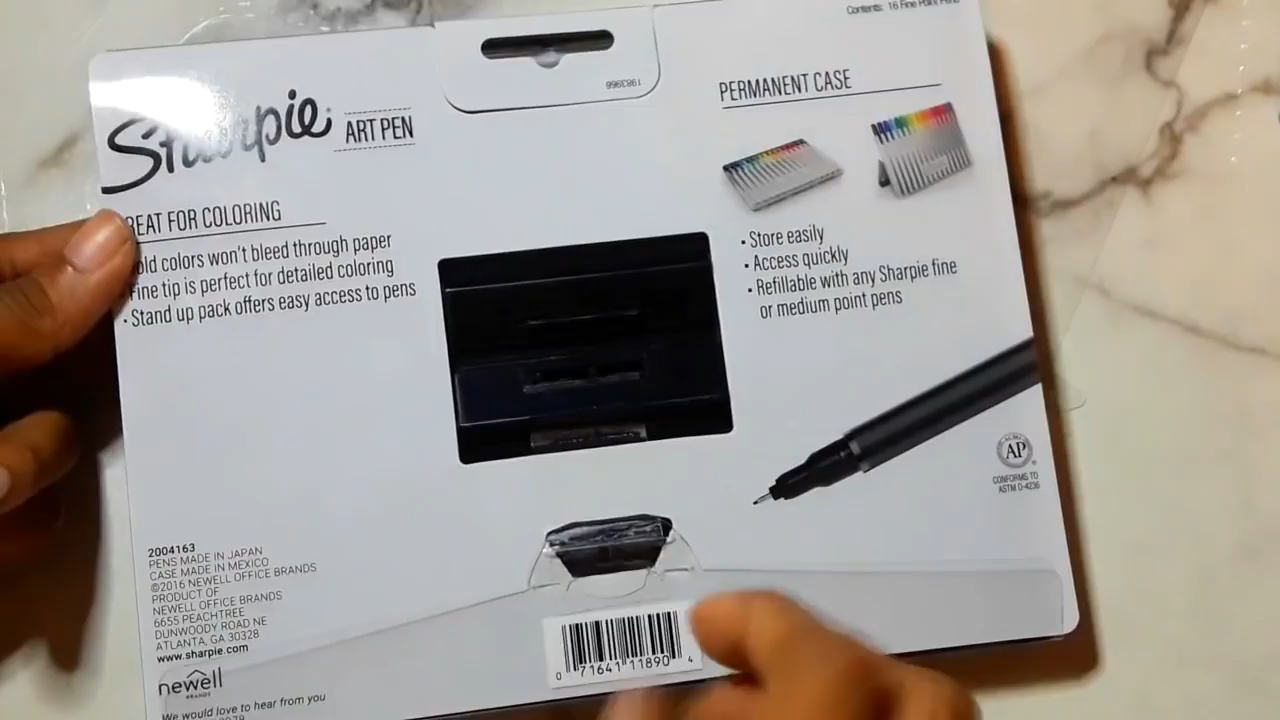 Contents: 16 Fine Point Pens
1983966
Sharpie
ART PEN
REAT FOR COLORING
old colors won't bleed through paper
Fine tip is perfect for detailed coloring
• Stand up pack offers easy access to pens
PERMANENT CASE
• Store easily
• Access quickly
• Refillable with any Sharpie fine
or medium point pens
AP
CONFORMS TO
ASTM D-4236
2004163
PENS MADE IN JAPAN
CASE MADE IN MEXICO
©2016 NEWELL OFFICE BRANDS
PRODUCT OF
NEWELL OFFICE BRANDS
6655 PEACHTREE
DUNWOODY ROAD NE
ATLANTA, GA 30328
www.sharpie.com
newell
BRANDS
We would love to hear from you
0 71641 11890 4